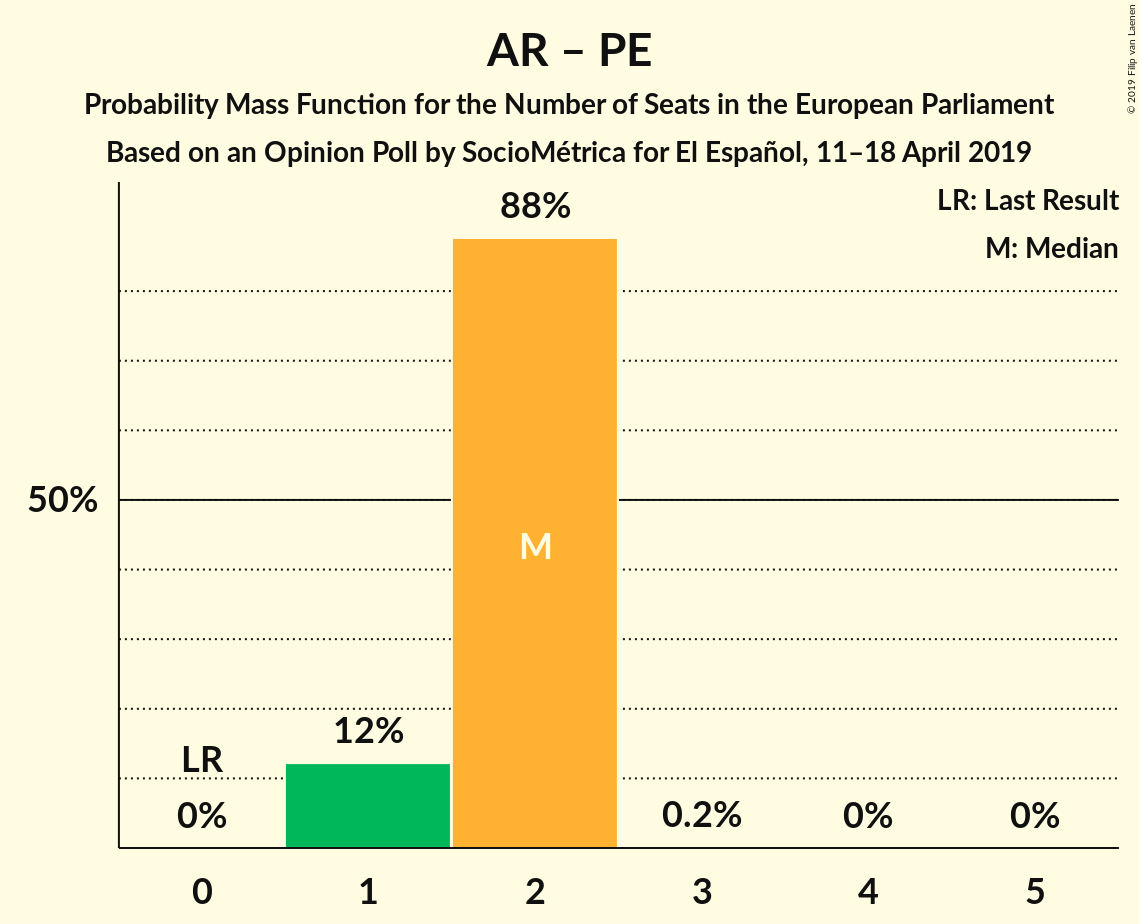 AR – PE
Probability Mass Function for the Number of Seats in the European Parliament
Based on an Opinion Poll by SocioMétrica for El Español, 11–18 April 2019
© 2019 Filip van Laenen
LR: Last Result
M: Median
88%
50%
M
12%
LR
0%
0.2%
0%
0%
0 1 2 3 4 5